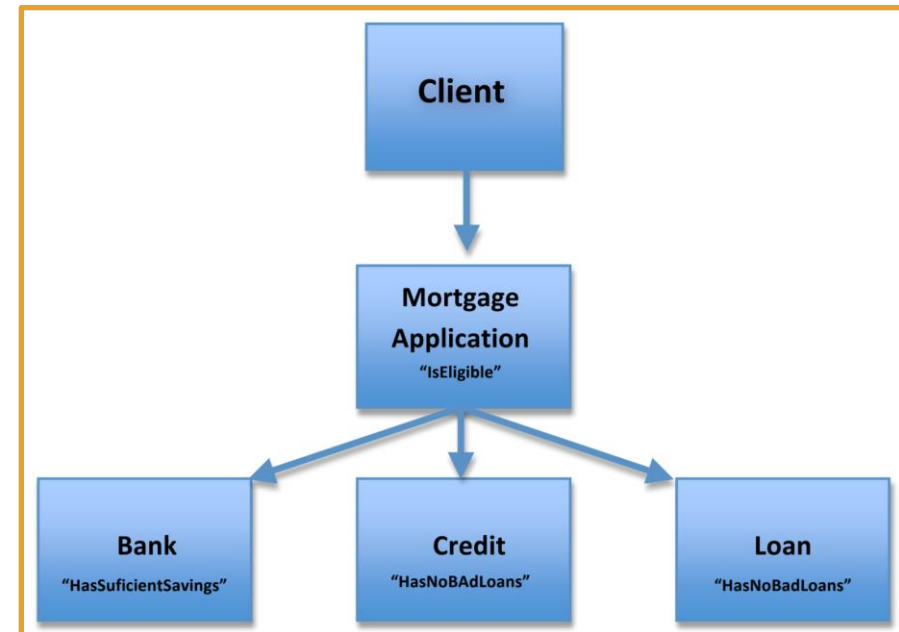 Client
Mortgage
Application
“IsEligible”
Bank
“HasSuficientSavings”
Credit
“HasNoBAdLoans”
Loan
“HasNoBadLoans”